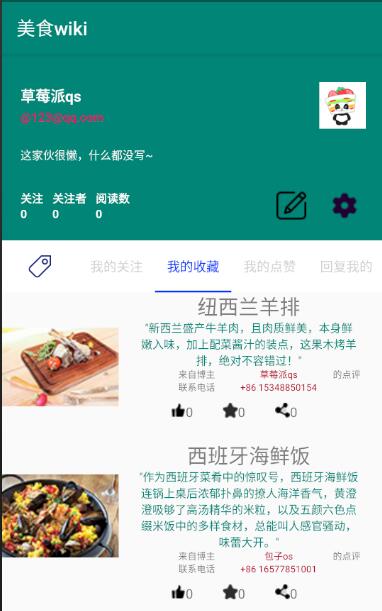 美食wiki
草莓派qs
@123@qq.com
这家伙很懒，什么都没写~
关注 关注者 阅读数
0 0 0
我的关注 我的收藏 我的点赞 回复我的
纽西兰羊排
"新西兰盛产牛羊肉，且肉质鲜美，本身鲜
嫩入味，加上配菜酱汁的装点，这果木烤羊
排，绝对不容错过！"
来自博主 草莓派qs 的点评
联系电话 +86 15348850154
0 0 0
西班牙海鲜饭
"作为西班牙菜肴中的惊叹号，西班牙海鲜饭
连锅上桌后浓郁扑鼻的撩人海洋香气，黄澄
澄吸够了高汤精华的米粒，以及五颜六色点
缀米饭中的多样食材，总能叫人感官骚动，
味蕾大开。"
来自博主 包子os 的点评
联系电话 +86 16577851001
0 0 0